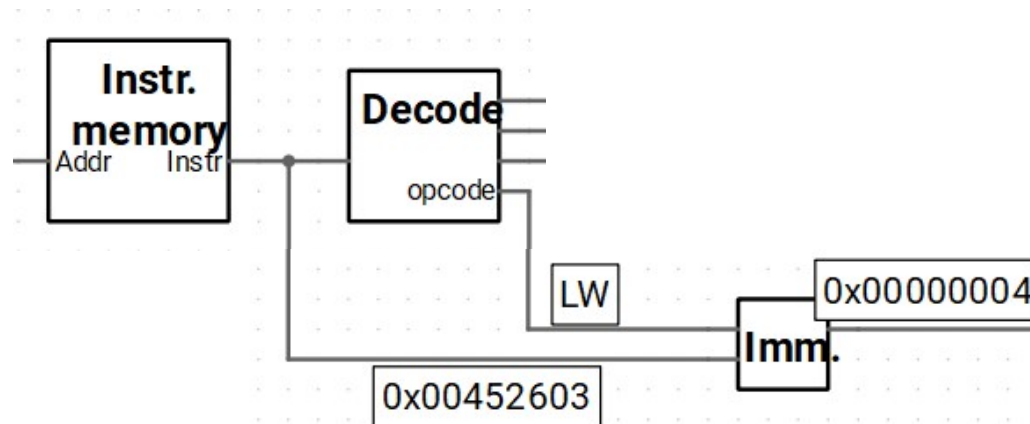 Instr.
memory
Addr Instr
Decode
opcode
LW
0x00000004
Imm.
0x00452603